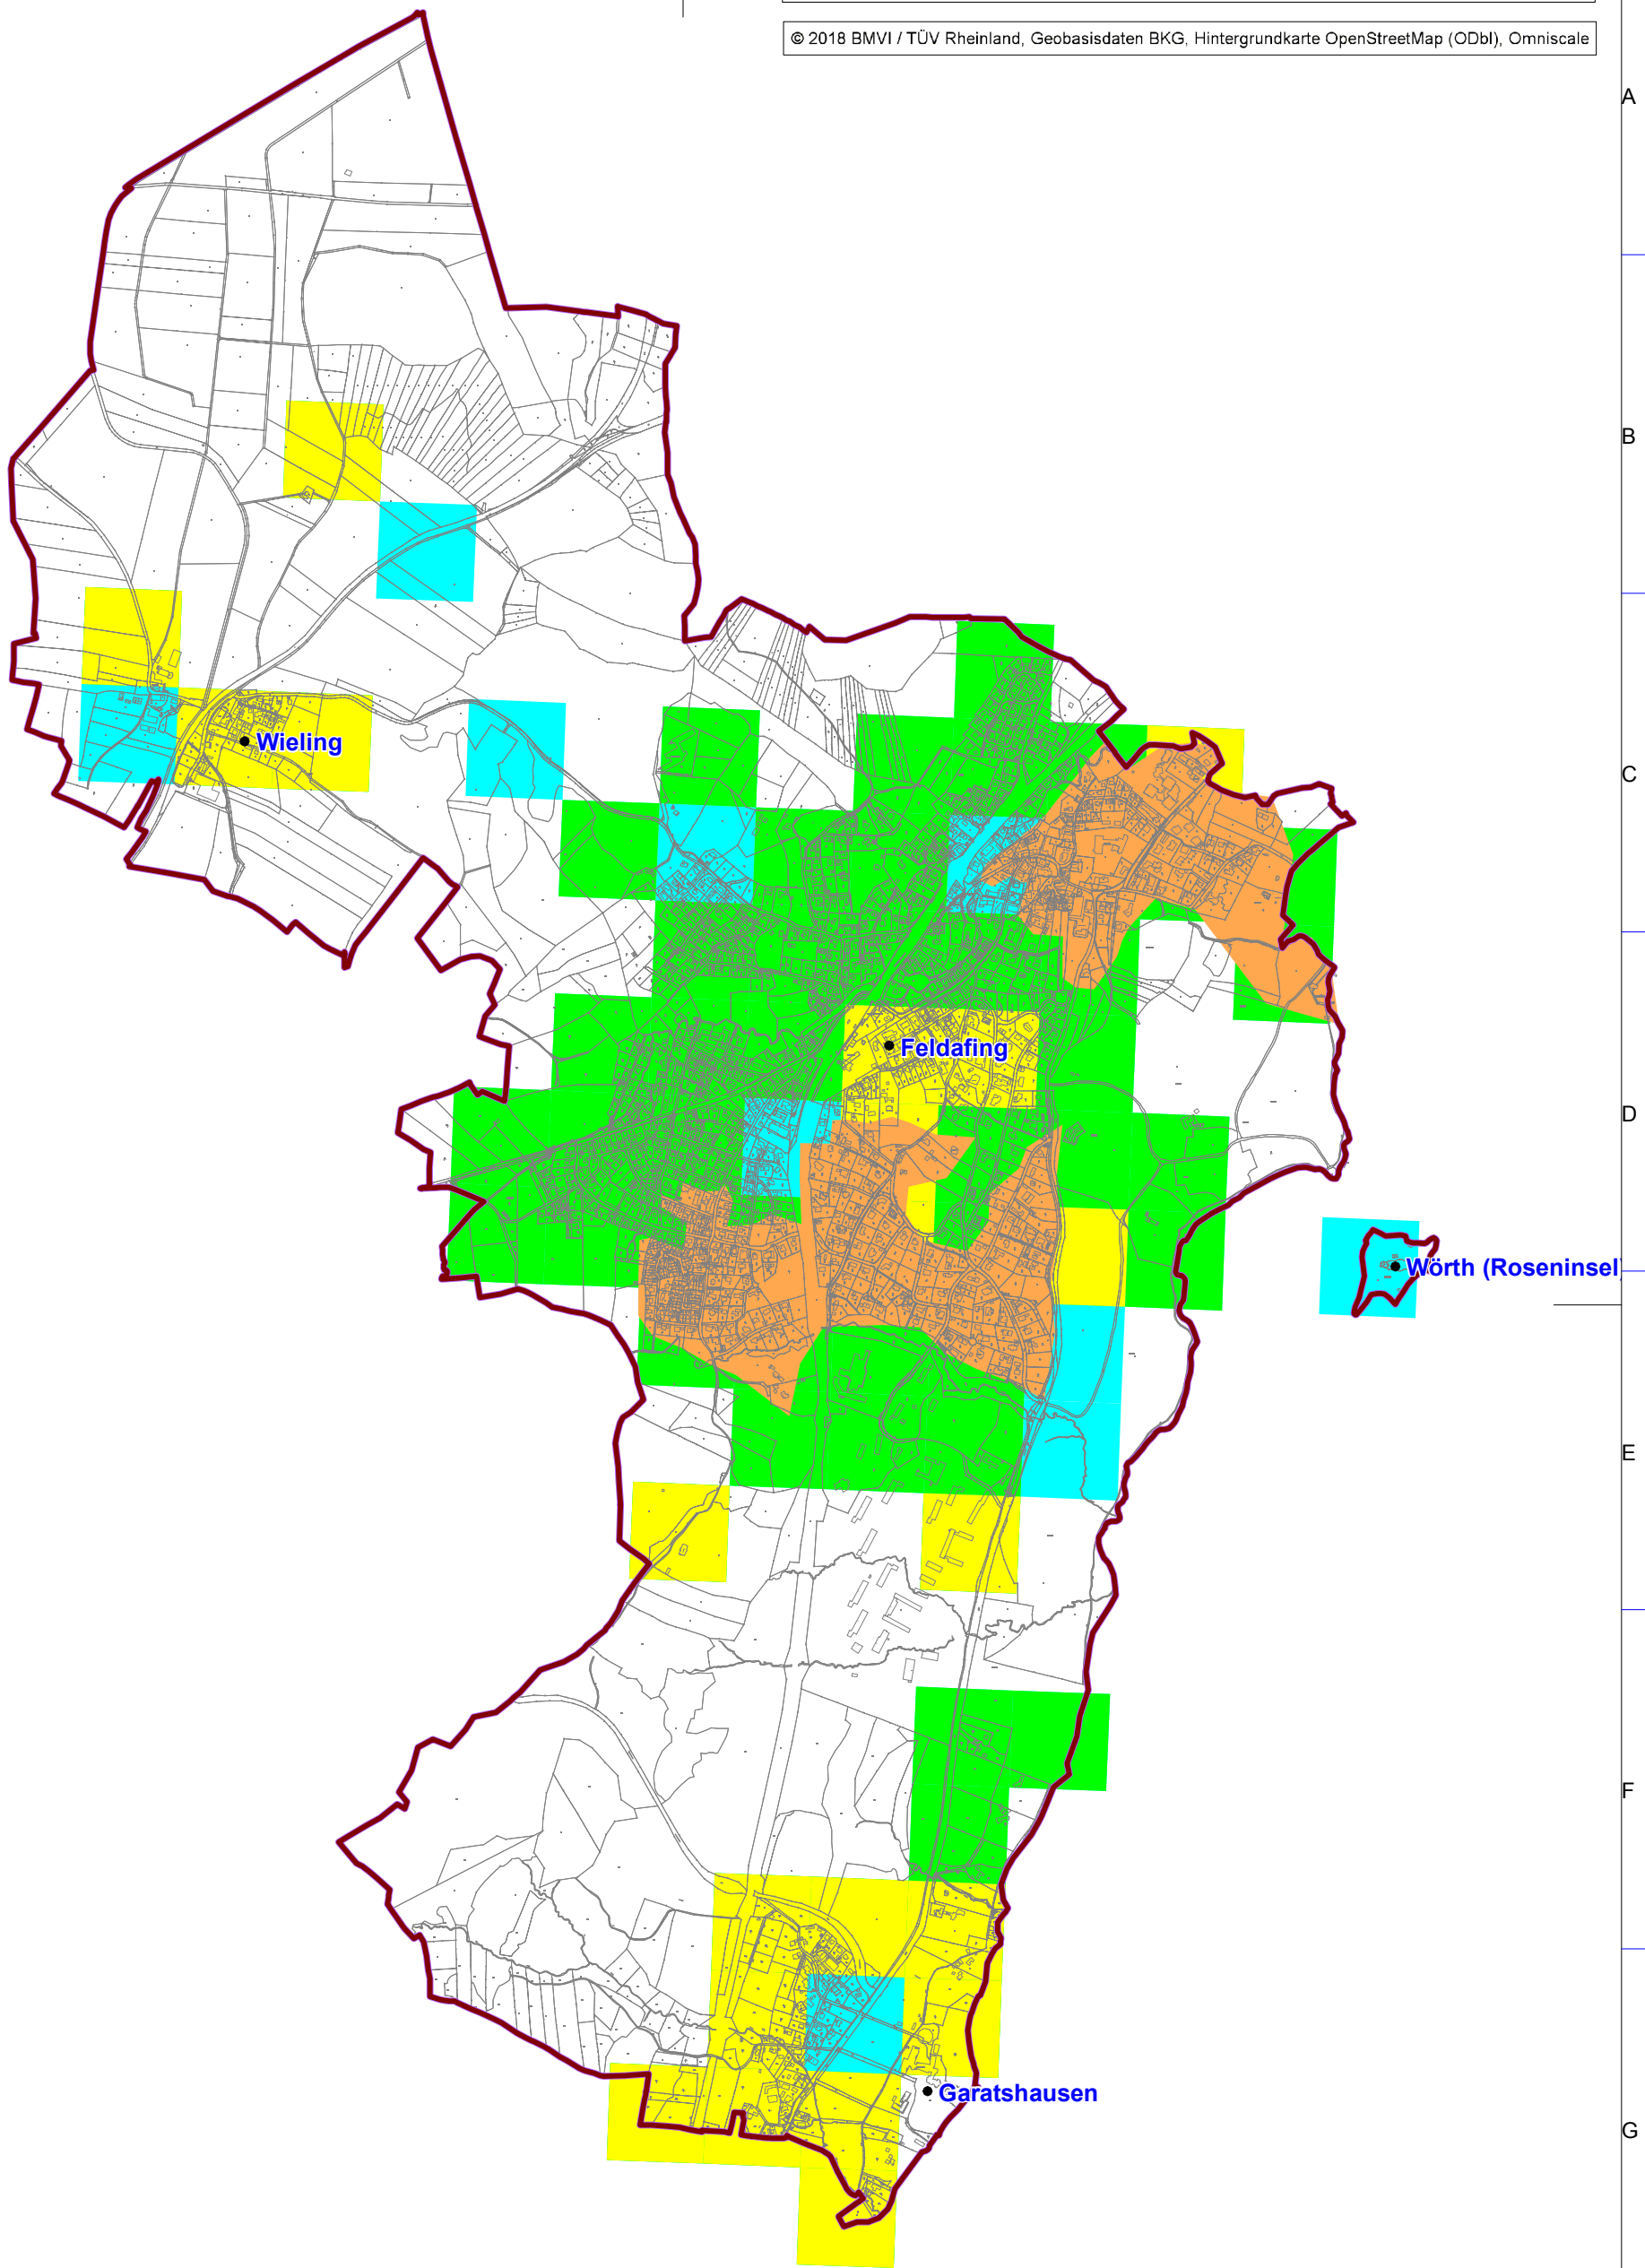 © 2018 BMVI / TÜV Rheinland, Geobasisdaten BKG, Hintergrundkarte OpenStreetMap (ODbl), Omniscale
A
B
C
Wieling
Feldafing
D
Wörth (Roseninsel)
E
F
Garatshausen
G